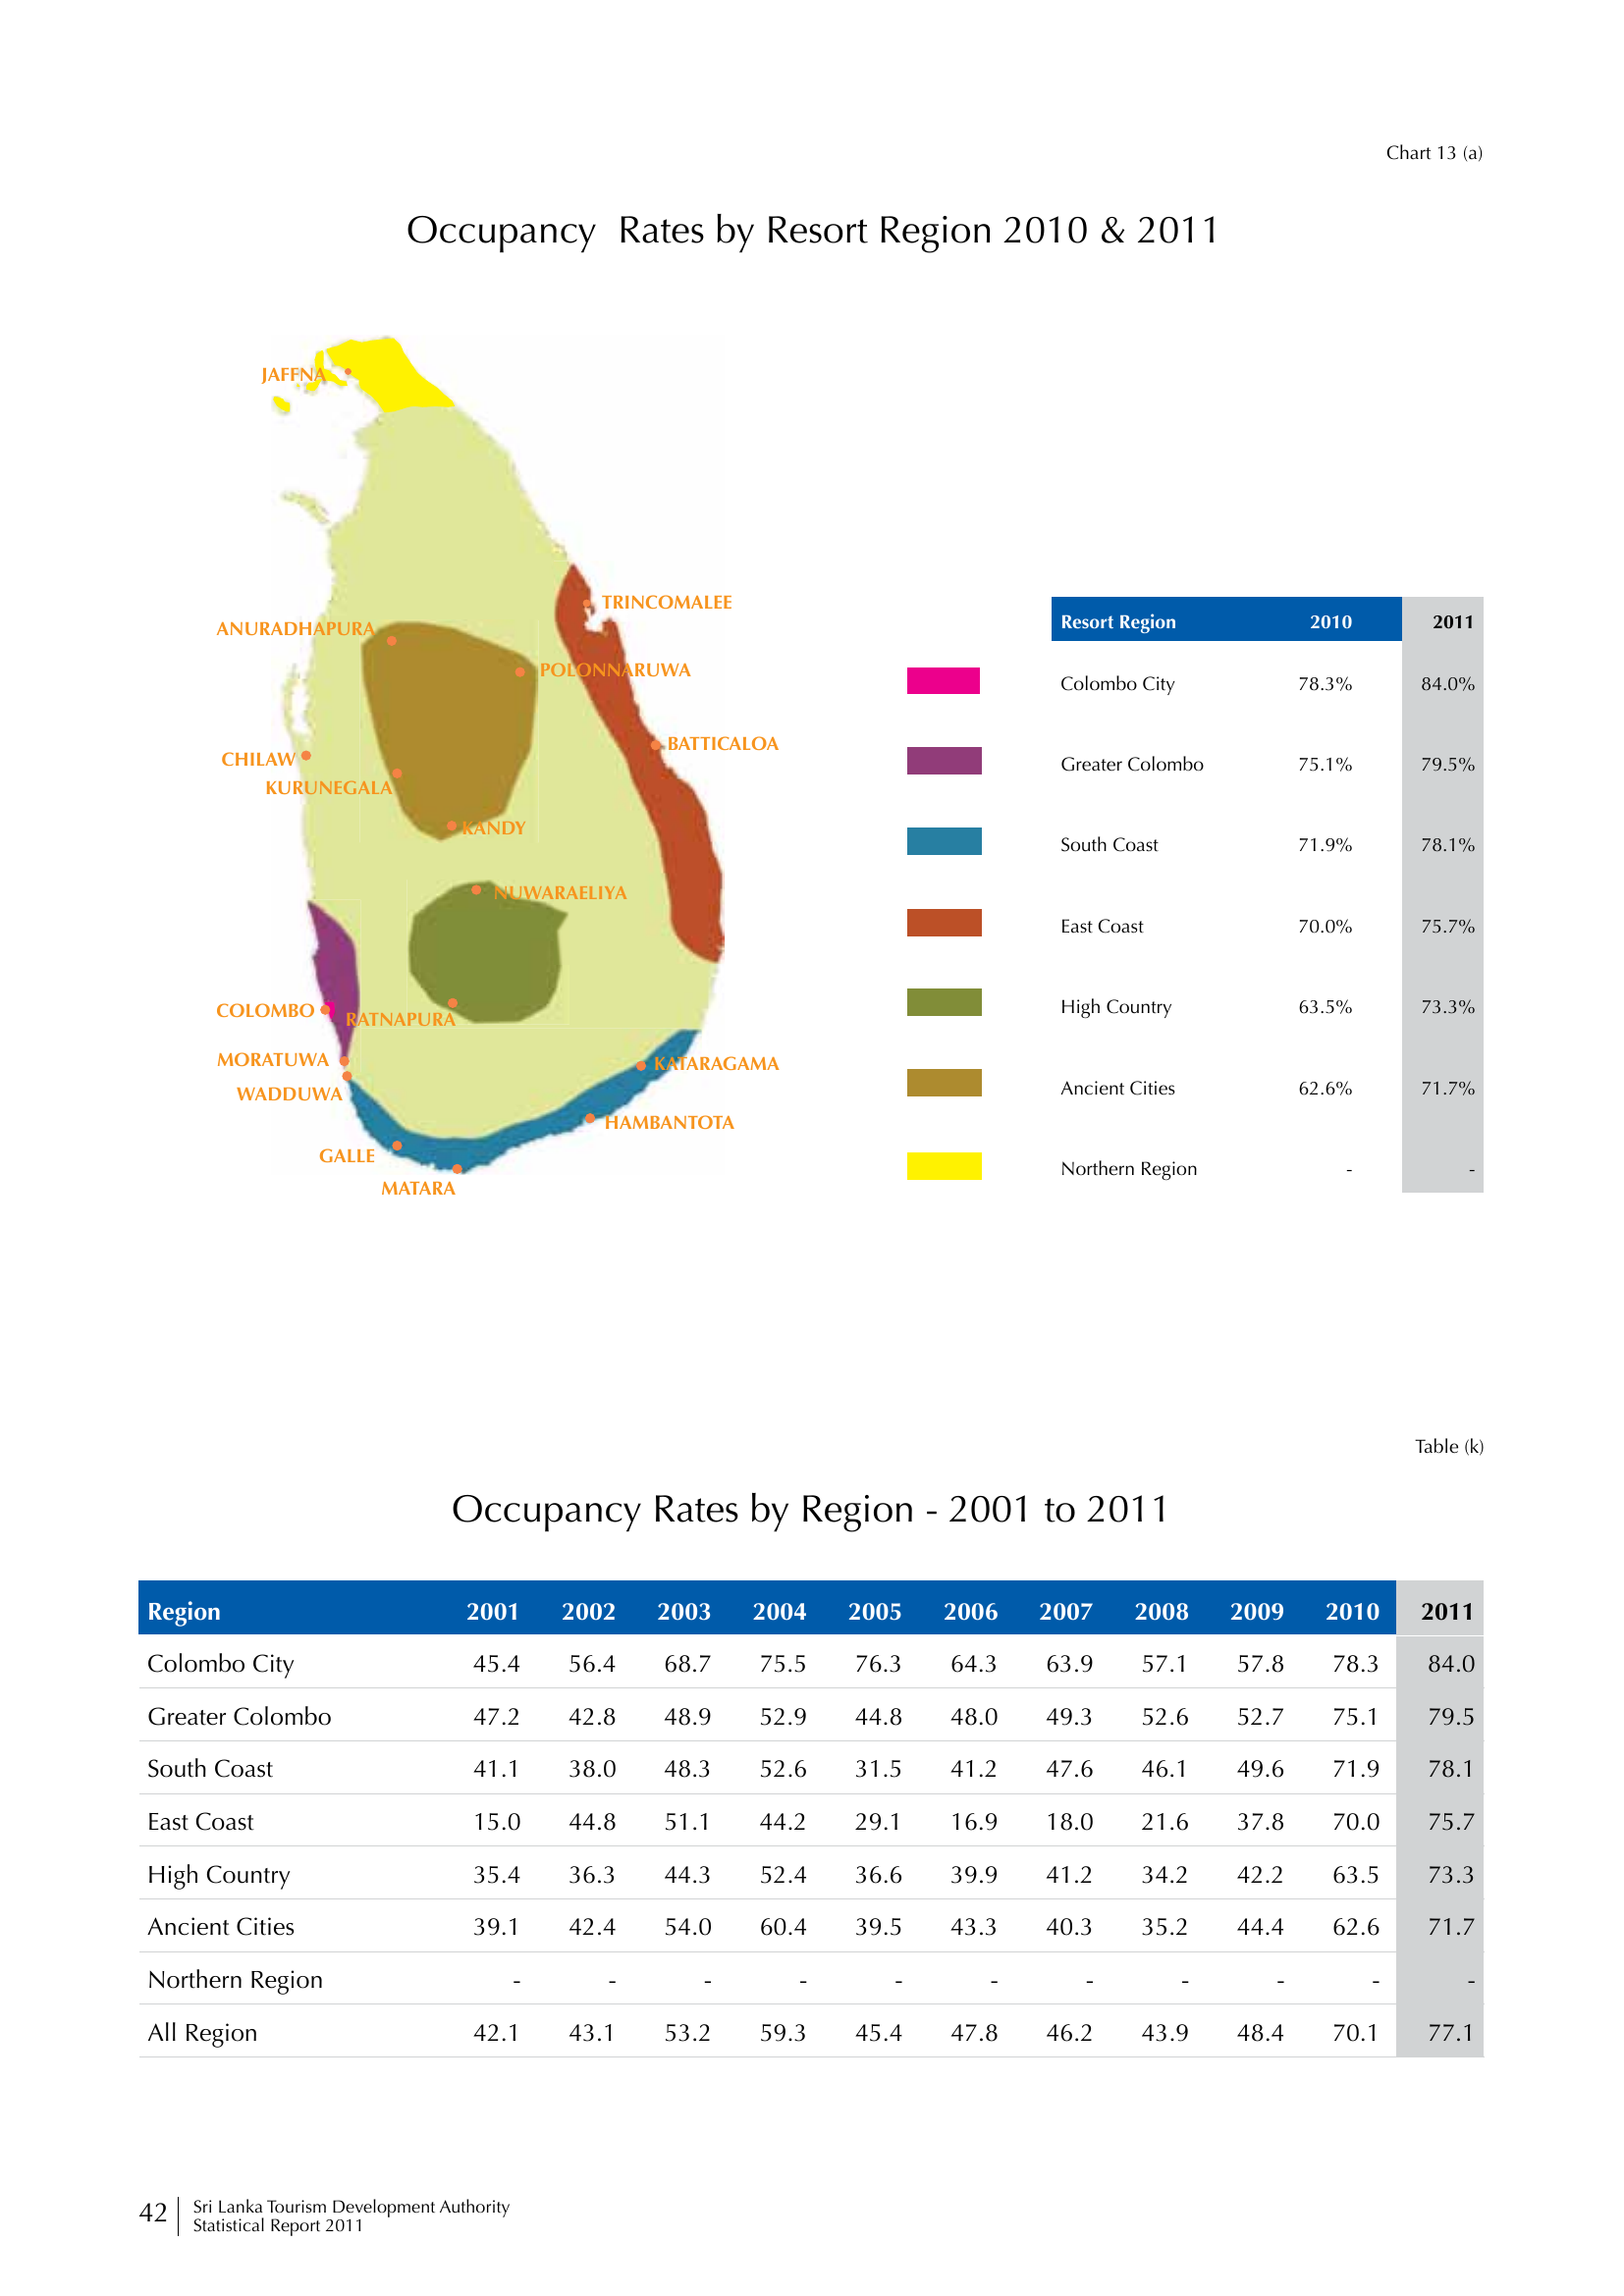 Chart 13 (a)
Occupancy Rates by Resort Region 2010 & 2011
JAFFNA
TRINCOMALEE
ANURADHAPURA
POLONNARUWA
BATTICALOA
CHILAW
KURUNEGALA
KANDY
NUWARAELIYA
COLOMBO
RATNAPURA
MORATUWA
KATARAGAMA
WADDUWA
HAMBANTOTA
GALLE
MATARA
Resort Region 2010 2011
Colombo City 78.3% 84.0%
Greater Colombo 75.1% 79.5%
South Coast 71.9% 78.1%
East Coast 70.0% 75.7%
High Country 63.5% 73.3%
Ancient Cities 62.6% 71.7%
Northern Region - -
Table (k)
Occupancy Rates by Region - 2001 to 2011
Region 2001 2002 2003 2004 2005 2006 2007 2008 2009 2010 2011
Colombo City 45.4 56.4 68.7 75.5 76.3 64.3 63.9 57.1 57.8 78.3 84.0
Greater Colombo 47.2 42.8 48.9 52.9 44.8 48.0 49.3 52.6 52.7 75.1 79.5
South Coast 41.1 38.0 48.3 52.6 31.5 41.2 47.6 46.1 49.6 71.9 78.1
East Coast 15.0 44.8 51.1 44.2 29.1 16.9 18.0 21.6 37.8 70.0 75.7
High Country 35.4 36.3 44.3 52.4 36.6 39.9 41.2 34.2 42.2 63.5 73.3
Ancient Cities 39.1 42.4 54.0 60.4 39.5 43.3 40.3 35.2 44.4 62.6 71.7
Northern Region - - - - - - - - - - -
All Region 42.1 43.1 53.2 59.3 45.4 47.8 46.2 43.9 48.4 70.1 77.1
42
Sri Lanka Tourism Development Authority
Statistical Report 2011